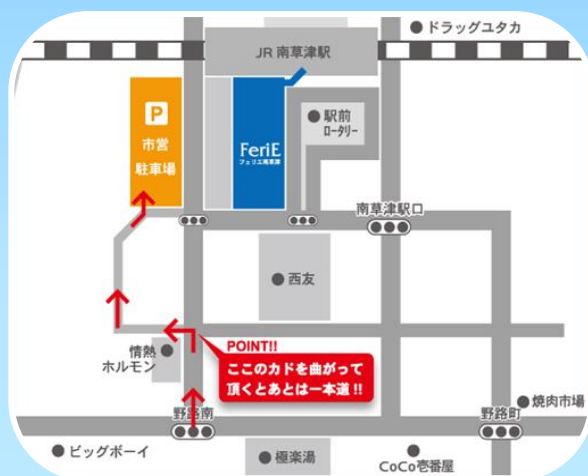 ドラッグユタカ
JR 南草津駅
P
市営
駐車場
FeriE
フェリエ南草津
駅前
ロータリー
南草津駅口
西友
情熱
ホルモン
POINT!!
ここのカドを曲がって
頂くとあとは一本道!!
野路南
野路町
焼肉市場
ビッグボーイ
極楽湯
CoCo壱番屋